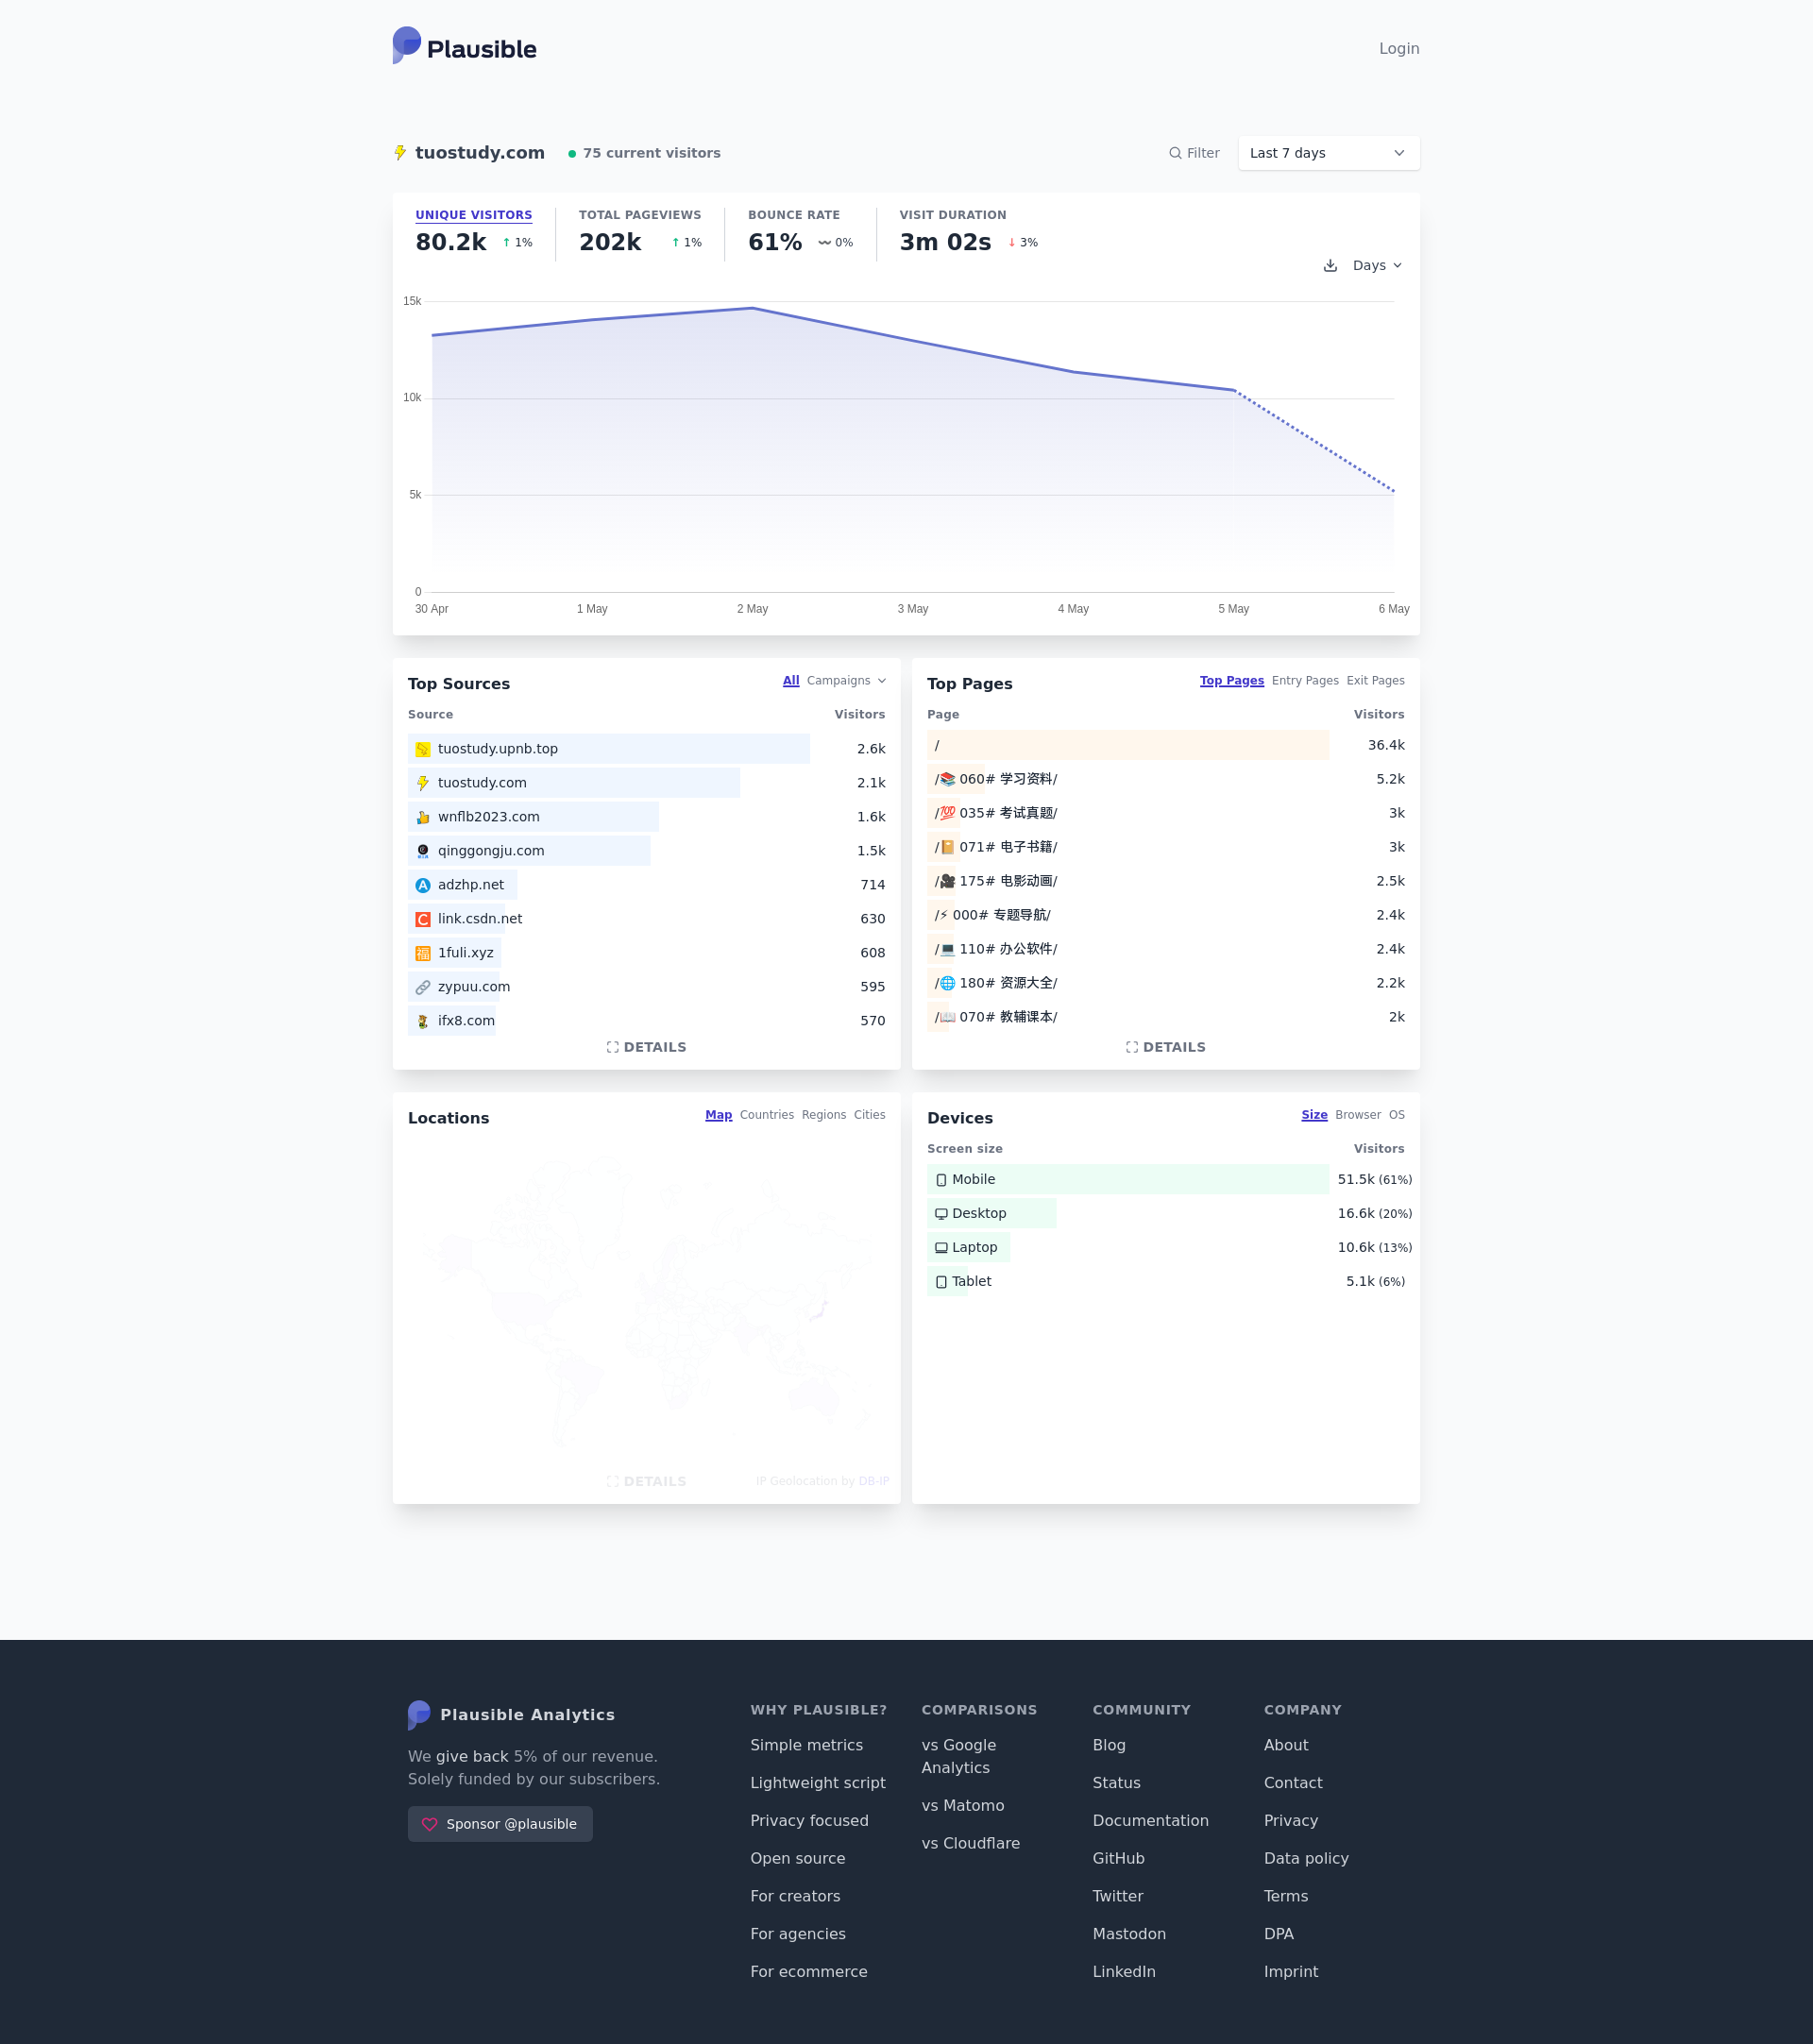 Plausible
Login
tuostudy.com
75 current visitors
Filter
Last 7 days
UNIQUE VISITORS
80.2k ↑ 1%
TOTAL PAGEVIEWS
202k ↑ 1%
BOUNCE RATE
61% 〰 0%
VISIT DURATION
3m 02s ↓ 3%
Days
15k
10k
5k
0
30 Apr 1 May 2 May 3 May 4 May 5 May 6 May
Top Sources
All Campaigns
Source Visitors
tuostudy.upnb.top 2.6k
tuostudy.com 2.1k
wnflb2023.com 1.6k
qinggongju.com 1.5k
adzhp.net 714
link.csdn.net 630
1fuli.xyz 608
zypuu.com 595
ifx8.com 570
DETAILS
Top Pages
Top Pages Entry Pages Exit Pages
Page Visitors
/ 36.4k
/📚 060# 学习资料/ 5.2k
/💯 035# 考试真题/ 3k
/📔 071# 电子书籍/ 3k
/🎥 175# 电影动画/ 2.5k
/⚡ 000# 专题导航/ 2.4k
/💻 110# 办公软件/ 2.4k
/🌐 180# 资源大全/ 2.2k
/📖 070# 教辅课本/ 2k
DETAILS
Locations
Map Countries Regions Cities
DETAILS
IP Geolocation by DB-IP
Devices
Size Browser OS
Screen size Visitors
Mobile 51.5k (61%)
Desktop 16.6k (20%)
Laptop 10.6k (13%)
Tablet 5.1k (6%)
Plausible Analytics
We give back 5% of our revenue.
Solely funded by our subscribers.
Sponsor @plausible
WHY PLAUSIBLE?
Simple metrics
Lightweight script
Privacy focused
Open source
For creators
For agencies
For ecommerce
COMPARISONS
vs Google
Analytics
vs Matomo
vs Cloudflare
COMMUNITY
Blog
Status
Documentation
GitHub
Twitter
Mastodon
LinkedIn
COMPANY
About
Contact
Privacy
Data policy
Terms
DPA
Imprint